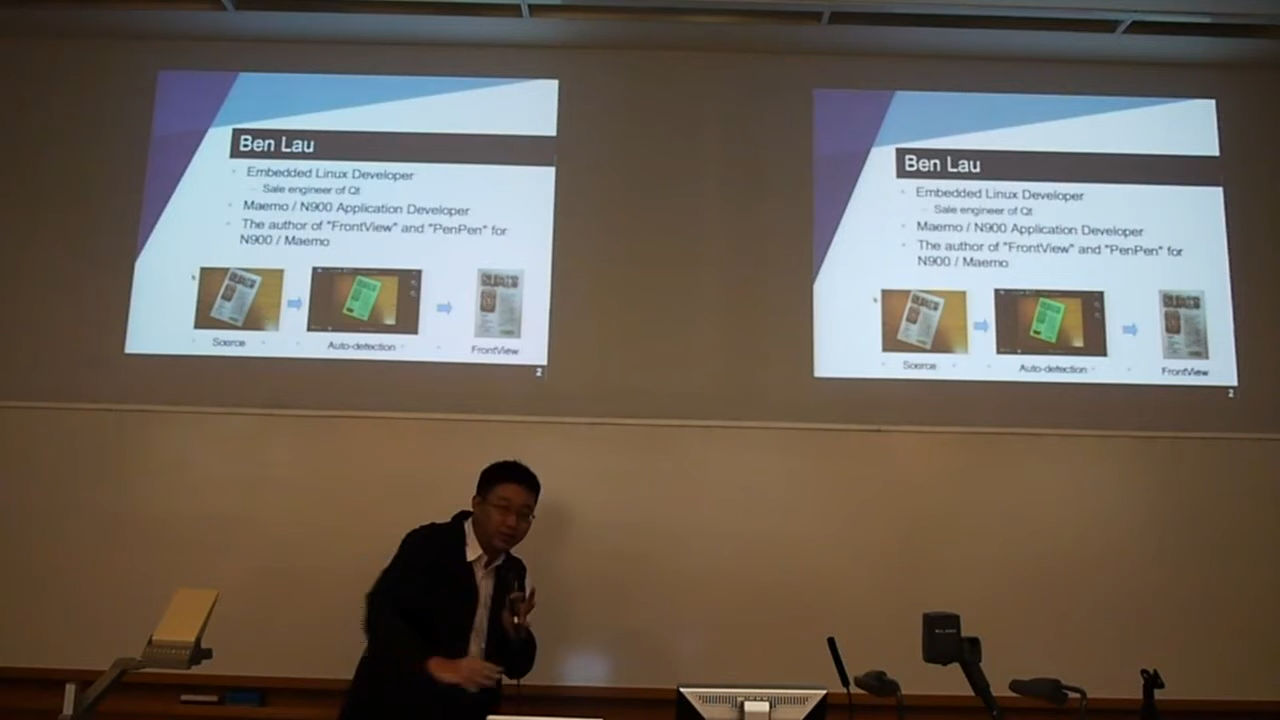 Ben Lau
Embedded Linux Developer
Sale engineer of Qt
Maemo / N900 Application Developer
The author of "FrontView" and "PenPen" for
N900 / Maemo
Source
Auto-detection
FrontView
2
Ben Lau
Embedded Linux Developer
Sale engineer of Qt
Maemo / N900 Application Developer
The author of "FrontView" and "PenPen" for
N900 / Maemo
Source
Auto-detection
FrontView
2